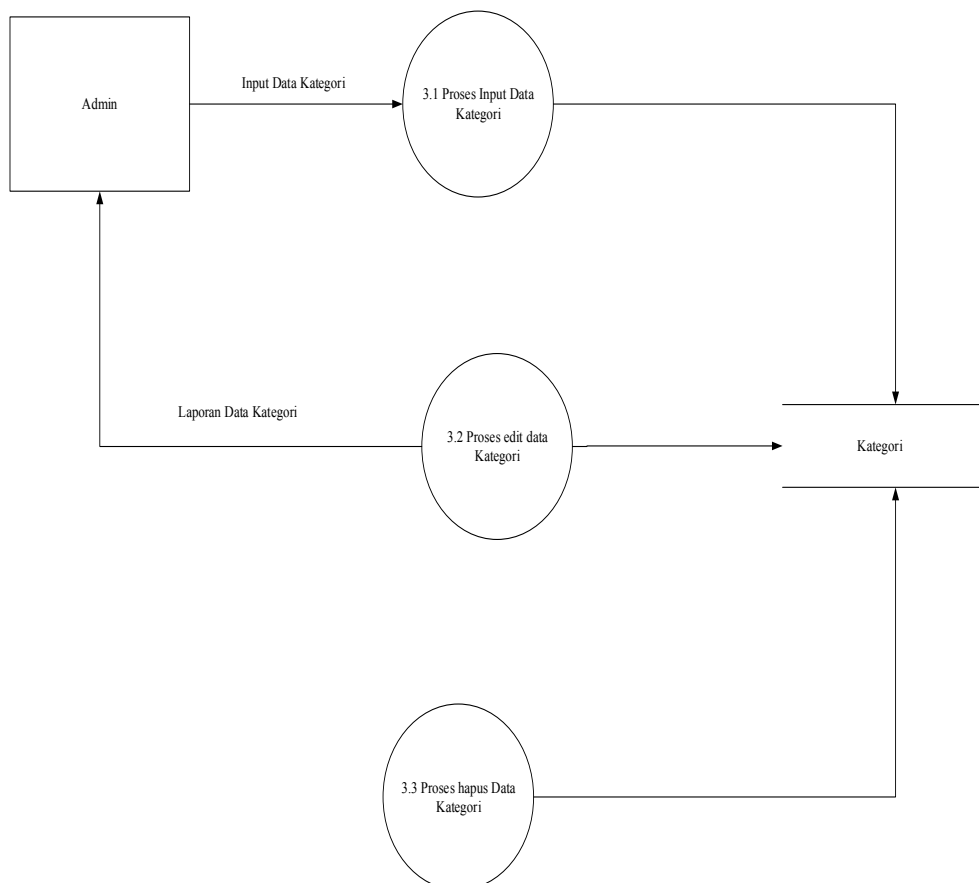 Admin
Input Data Kategori
3.1 Proses Input Data
Kategori
Laporan Data Kategori
3.2 Proses edit data
Kategori
Kategori
3.3 Proses hapus Data
Kategori